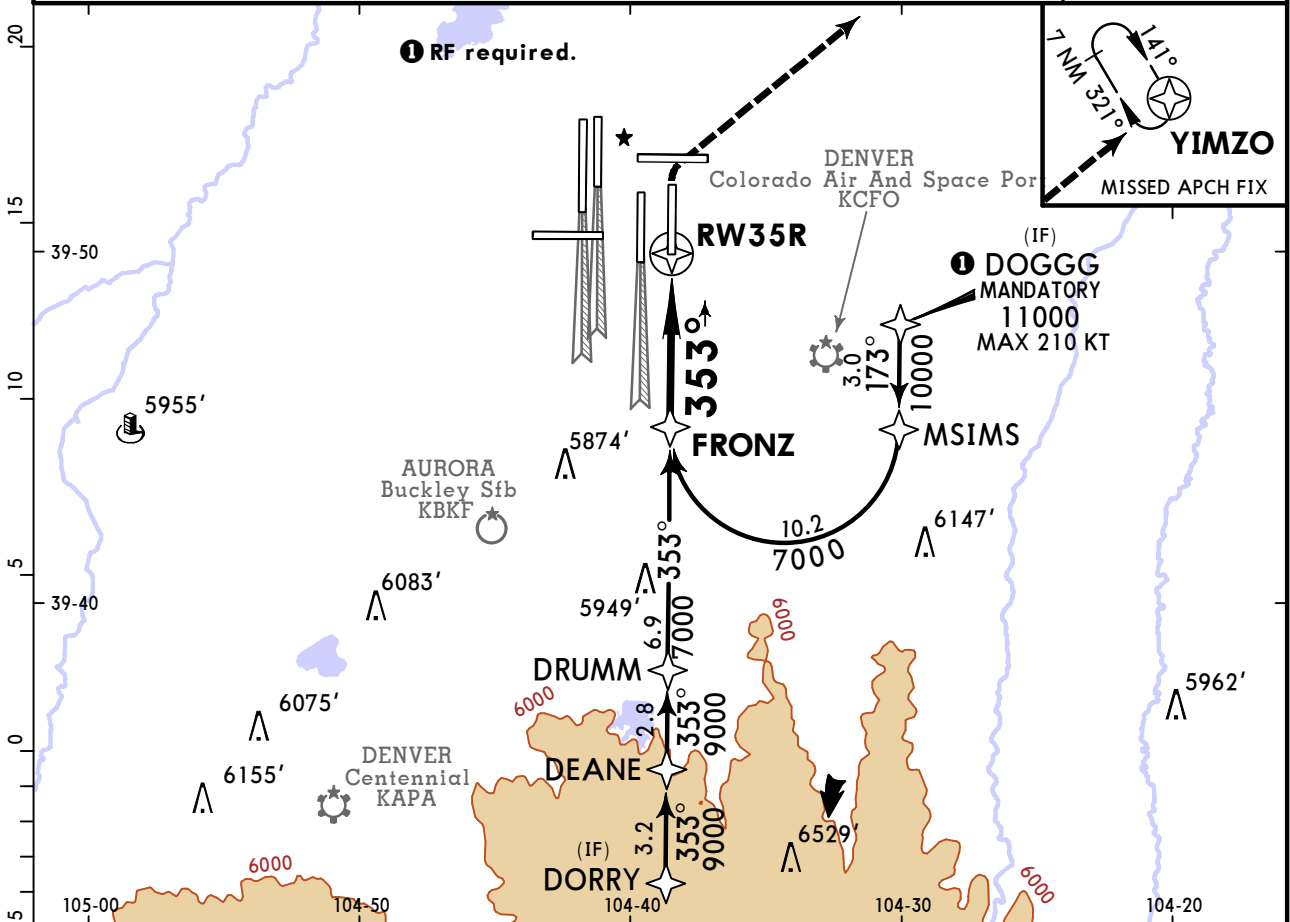 20
❶ RF required.
141°
7 NM 321°
YIMZO
MISSED APCH FIX
DENVER
Colorado Air And Space Por
KCFO
15
39-50
RW35R
(IF)
❶ DOGGG
MANDATORY
11000
MAX 210 KT
353°
3.0
173°
10000
10
5955'
5874'
FRONZ
MSIMS
AURORA
Buckley Sfb
KBKF
10.2
7000
6147'
5
39-40
6083'
5949'
353°
6.9
7000
6000
DRUMM
6075'
6000
2.8
353°
9000
5962'
0
DENVER
Centennial
KAPA
6155'
DEANE
3.2
353°
9000
6529'
6000
(IF)
DORRY
6000
5
105-00
104-50
104-40
104-30
104-20